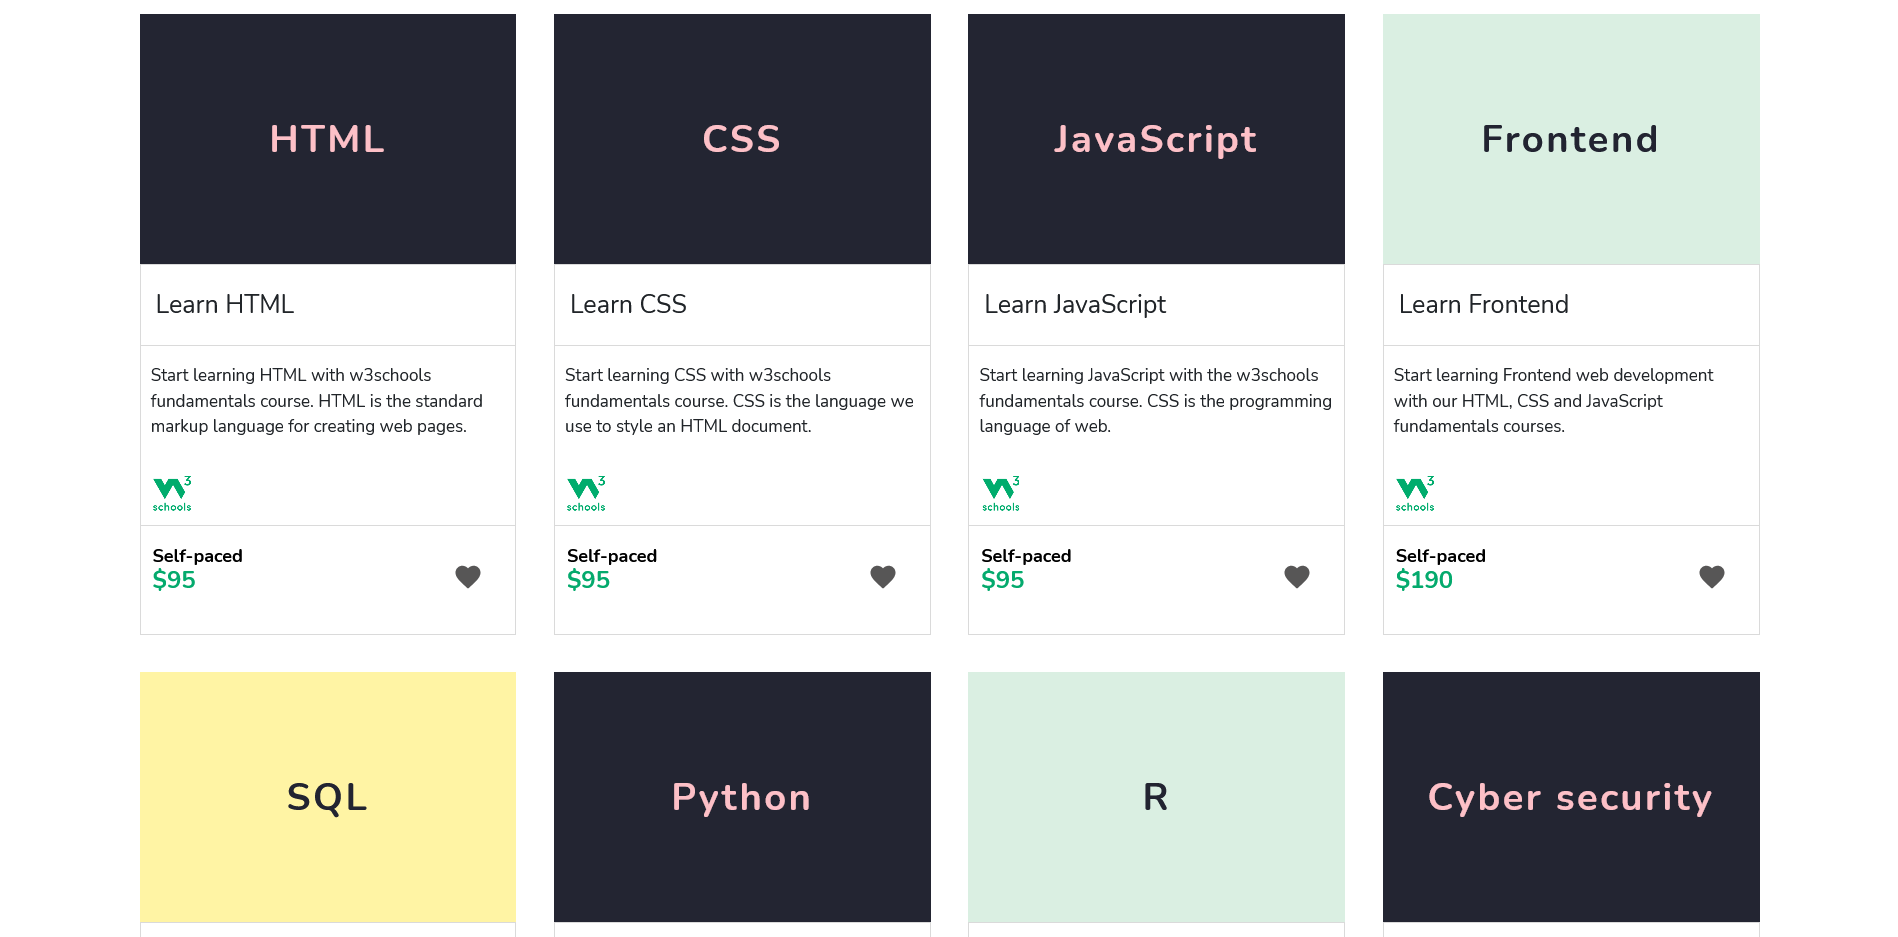 HTML
CSS
JavaScript
Frontend
Learn HTML
Learn CSS
Learn JavaScript
Learn Frontend
Start learning HTML with w3schools
fundamentals course. HTML is the standard
markup language for creating web pages.
Start learning CSS with w3schools
fundamentals course. CSS is the language we
use to style an HTML document.
Start learning JavaScript with the w3schools
fundamentals course. CSS is the programming
language of web.
Start learning Frontend web development
with our HTML, CSS and JavaScript
fundamentals courses.
W3
schools
W3
schools
W3
schools
W3
schools
Self-paced
$95
Self-paced
$95
Self-paced
$95
Self-paced
$190
SQL
Python
R
Cyber security